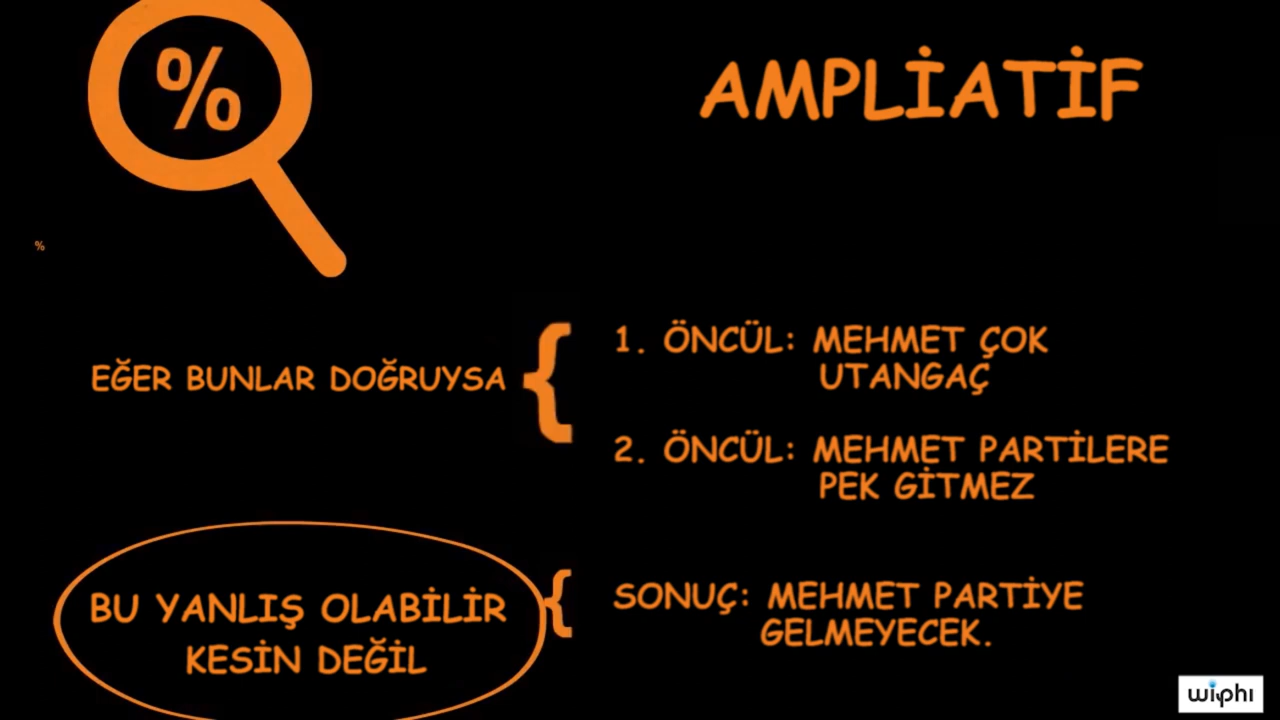 %
AMPLİATİF
%
EĞER BUNLAR DOĞRUYSA
1. ÖNCÜL: MEHMET ÇOK
UTANGAÇ
2. ÖNCÜL: MEHMET PARTİLERE
PEK GİTMEZ
BU YANLIŞ OLABİLİR
KESİN DEĞİL
SONUÇ: MEHMET PARTİYE
GELMEYECEK.
wiphi